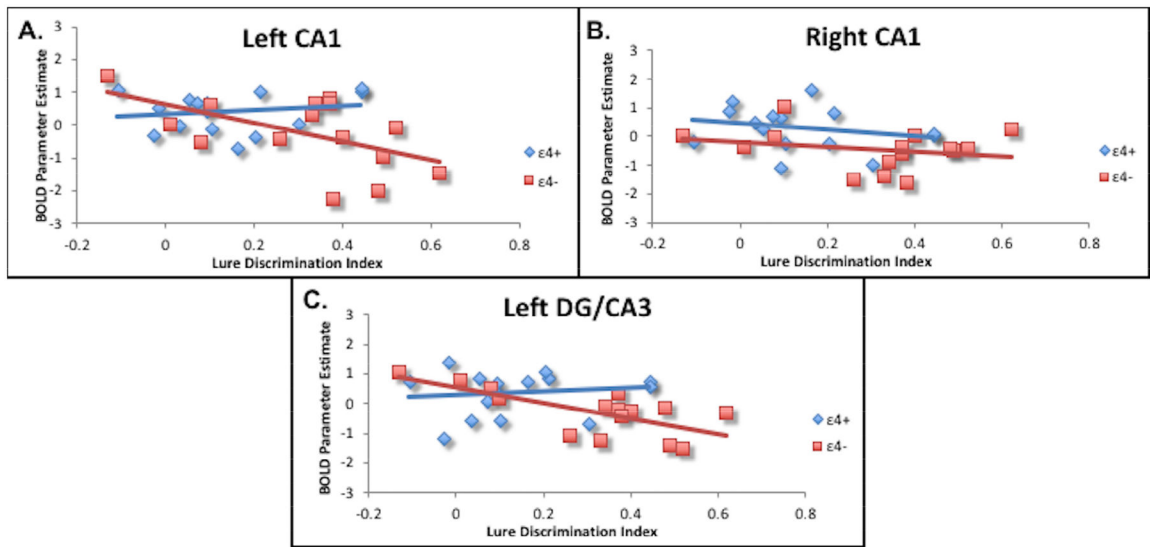 A.
Left CA1
BOLD Parameter Estimate
3
2
1
0
-1
-2
-3
-0.2 0 0.2 0.4 0.6 0.8
Lure Discrimination Index
ε4+
ε4-
B.
Right CA1
BOLD Parameter Estimate
3
2
1
0
-1
-2
-3
-0.2 0 0.2 0.4 0.6 0.8
Lure Discrimination Index
ε4+
ε4-
C.
Left DG/CA3
BOLD Parameter Estimate
3
2
1
0
-1
-2
-3
-0.2 0 0.2 0.4 0.6 0.8
Lure Discrimination Index
ε4+
ε4-